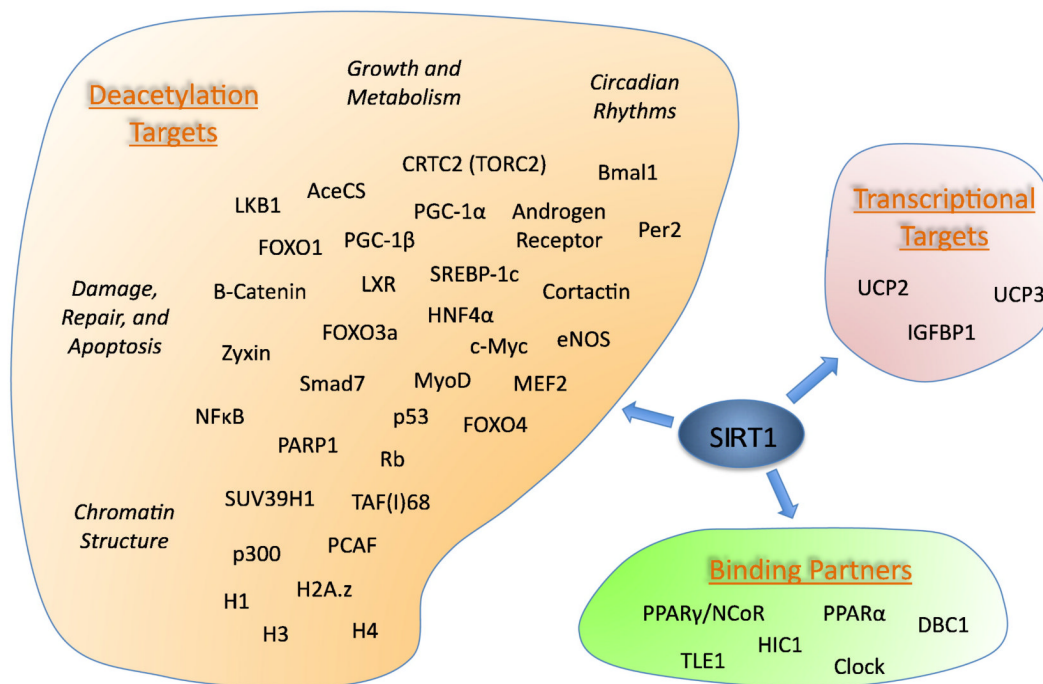 Growth and
Metabolism
Circadian
Rhythms
Deacetylation
Targets
CRTC2 (TORC2)
Bmal1
AceCS
LKB1
PGC-1α
Androgen
Receptor
Per2
FOXO1
PGC-1β
SREBP-1c
LXR
Cortactin
Damage,
Repair, and
Apoptosis
B-Catenin
HNF4α
FOXO3a
c-Myc
eNOS
Zyxin
Smad7
MyoD
MEF2
NFκB
p53
FOXO4
PARP1
Rb
SUV39H1
TAF(I)68
Chromatin
Structure
p300
PCAF
H2A.z
H1
H3
H4
Transcriptional
Targets
UCP2
UCP3
IGFBP1
SIRT1
Binding Partners
PPARγ/NCoR
PPARα
DBC1
HIC1
TLE1
Clock